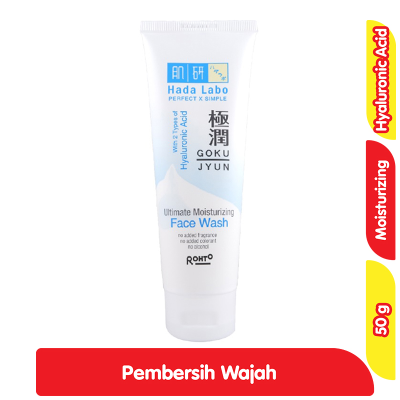 肌研
Hada Labo
PERFECT X SIMPLE
With 2 Types of
Hyaluronic Acid
極潤
GOKU
JYUN
Ultimate Moisturizing
Face Wash
no added fragrance
no added colorant
no alcohol
ROHTO
Hyaluronic Acid
Moisturizing
50 g
Pembersih Wajah